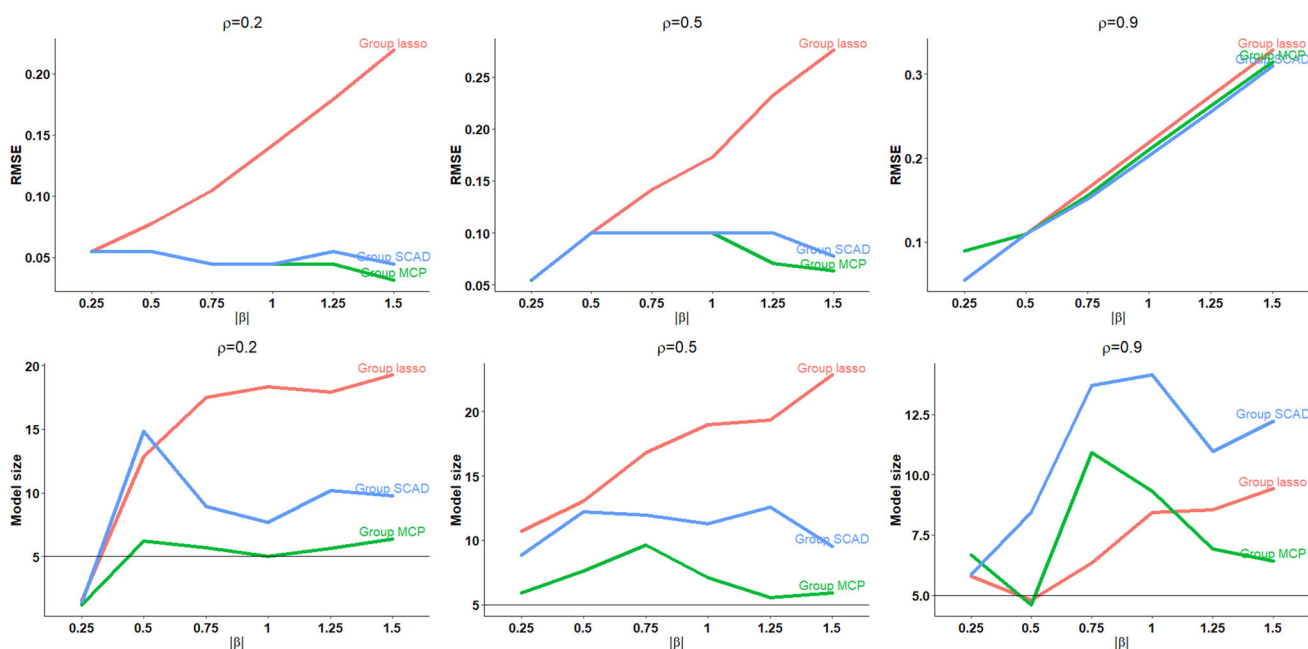 ρ=0.2
Group lasso
0.20
0.15
0.10
0.05
RMSE
Group SCAD
Group MCP
0.25 0.5 0.75 1 1.25 1.5
|β|
ρ=0.5
Group lasso
0.25
0.20
0.15
0.10
0.05
RMSE
Group SCAD
Group MCP
0.25 0.5 0.75 1 1.25 1.5
|β|
ρ=0.9
Group lasso
Group MCP
Group SCAD
0.3
0.2
0.1
RMSE
0.25 0.5 0.75 1 1.25 1.5
|β|
ρ=0.2
Group lasso
20
15
10
5
Model size
Group SCAD
Group MCP
0.25 0.5 0.75 1 1.25 1.5
|β|
ρ=0.5
Group lasso
20
15
10
5
Model size
Group SCAD
Group MCP
0.25 0.5 0.75 1 1.25 1.5
|β|
ρ=0.9
12.5
10.0
7.5
5.0
Model size
Group SCAD
Group lasso
Group MCP
0.25 0.5 0.75 1 1.25 1.5
|β|